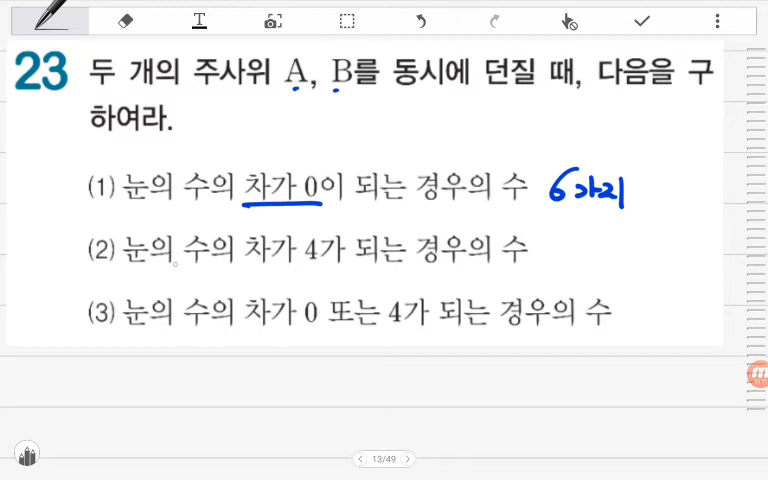 T
23 두 개의 주사위 A, B를 동시에 던질 때, 다음을 구
하여라.
(1) 눈의 수의 차가 0이 되는 경우의 수 6가지
(2) 눈의 수의 차가 4가 되는 경우의 수
(3) 눈의 수의 차가 0 또는 4가 되는 경우의 수
13/49